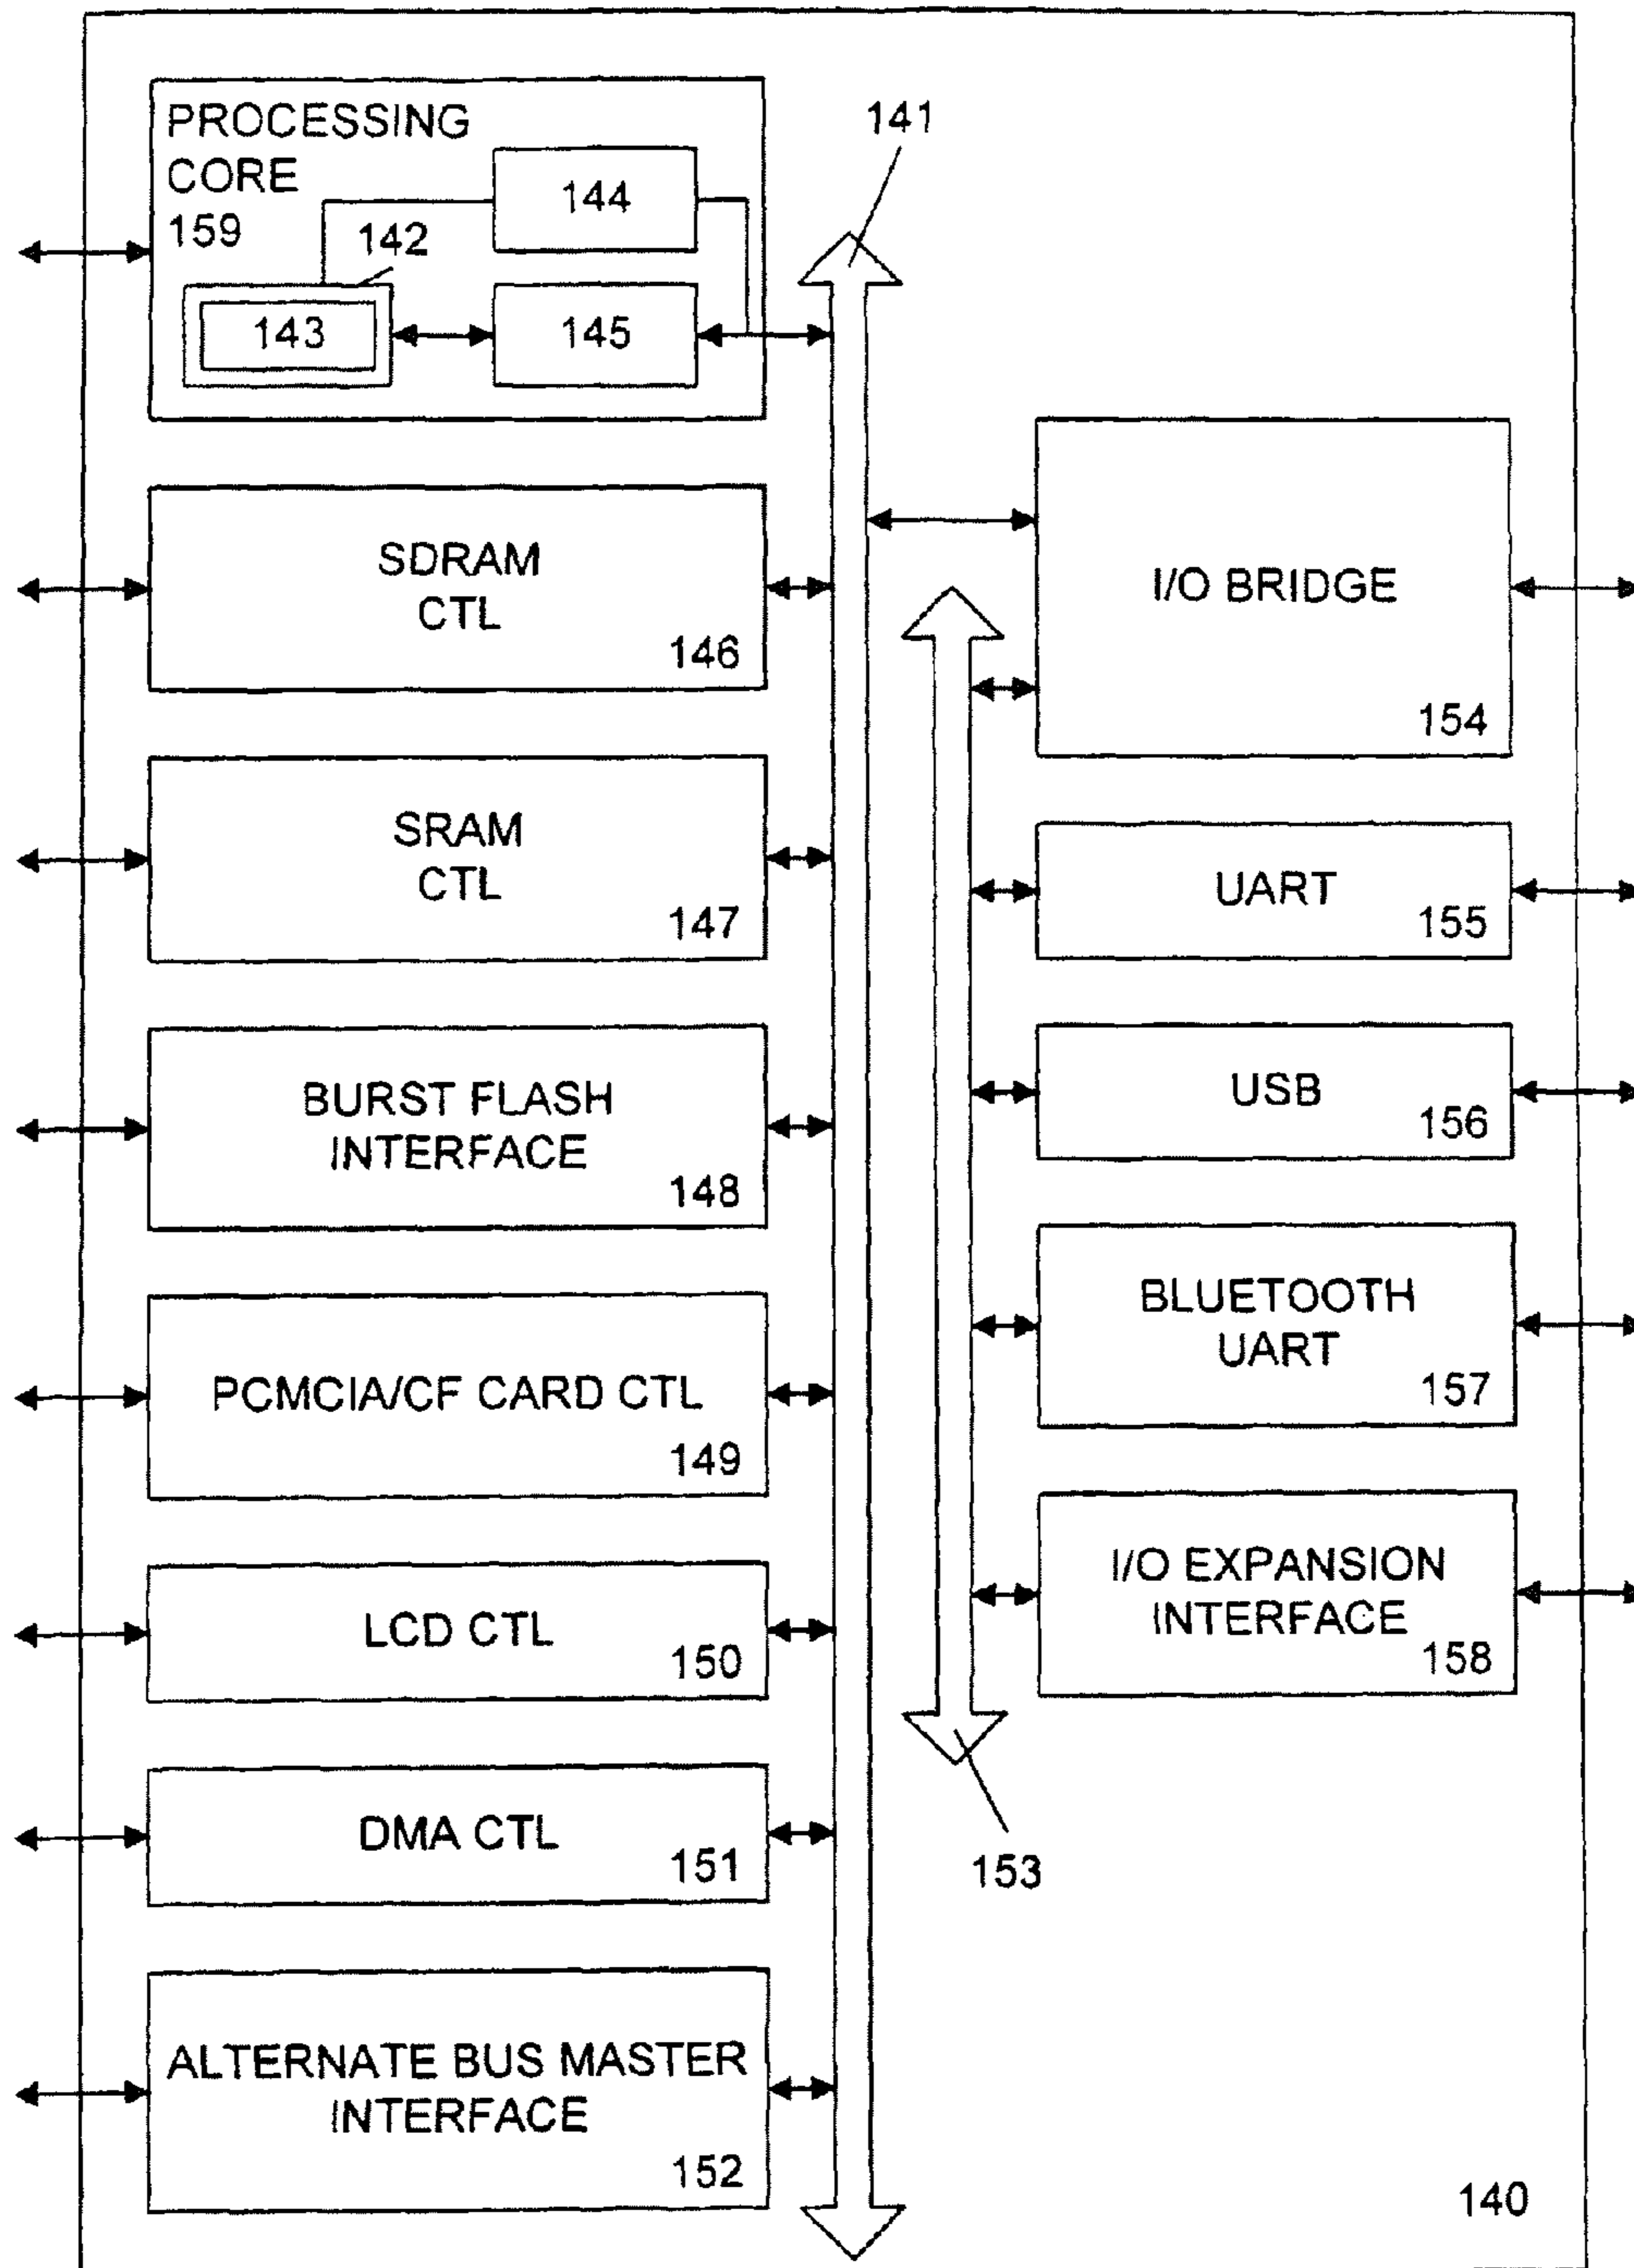 PROCESSING
CORE
159
144
142
143
145
141
SDRAM
CTL
146
SRAM
CTL
147
BURST FLASH
INTERFACE
148
PCMCIA/CF CARD CTL
149
LCD CTL
150
DMA CTL
151
ALTERNATE BUS MASTER
INTERFACE
152
I/O BRIDGE
154
UART
155
USB
156
BLUETOOTH
UART
157
I/O EXPANSION
INTERFACE
158
153
140